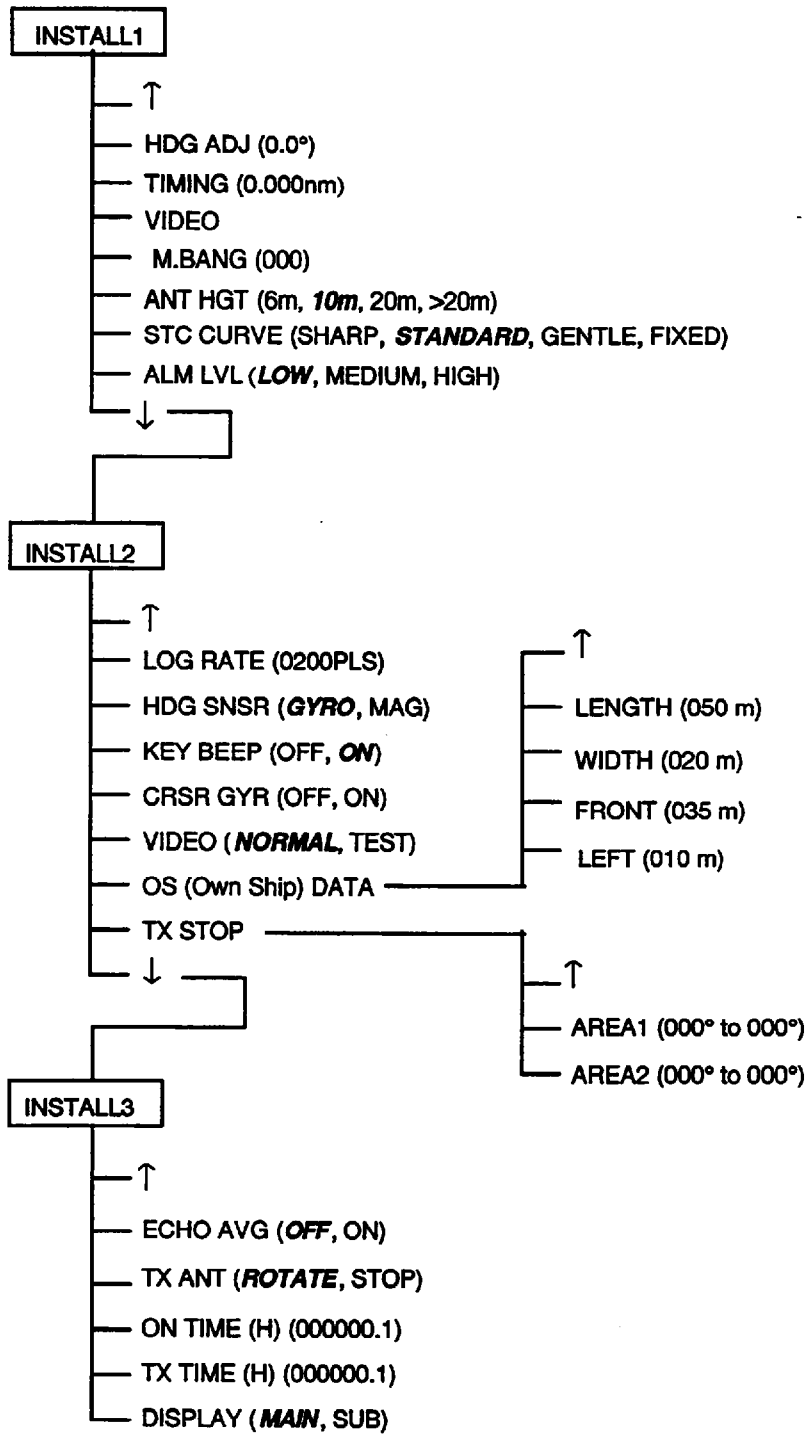 INSTALL1
↑
HDG ADJ (0.0°)
TIMING (0.000nm)
VIDEO
M.BANG (000)
ANT HGT (6m, 10m, 20m, >20m)
STC CURVE (SHARP, STANDARD, GENTLE, FIXED)
ALM LVL (LOW, MEDIUM, HIGH)
↓
INSTALL2
↑
LOG RATE (0200PLS)
HDG SNSR (GYRO, MAG)
KEY BEEP (OFF, ON)
CRSR GYR (OFF, ON)
VIDEO (NORMAL, TEST)
OS (Own Ship) DATA
TX STOP
↓
↑
LENGTH (050 m)
WIDTH (020 m)
FRONT (035 m)
LEFT (010 m)
↑
AREA1 (000° to 000°)
AREA2 (000° to 000°)
INSTALL3
↑
ECHO AVG (OFF, ON)
TX ANT (ROTATE, STOP)
ON TIME (H) (000000.1)
TX TIME (H) (000000.1)
DISPLAY (MAIN, SUB)